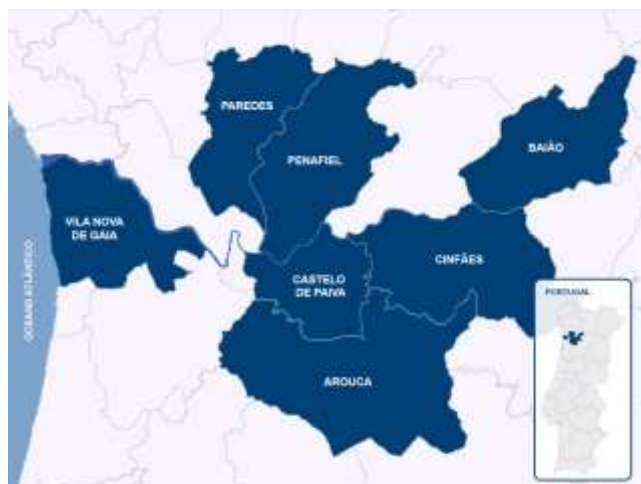 PAREDES
PENAFIEL
BAIÃO
VILA NOVA
DE GAIA
CINFÃES
CASTELO
DE PAIVA
AROUCA
OCEANO ATLÂNTICO
PORTUGAL